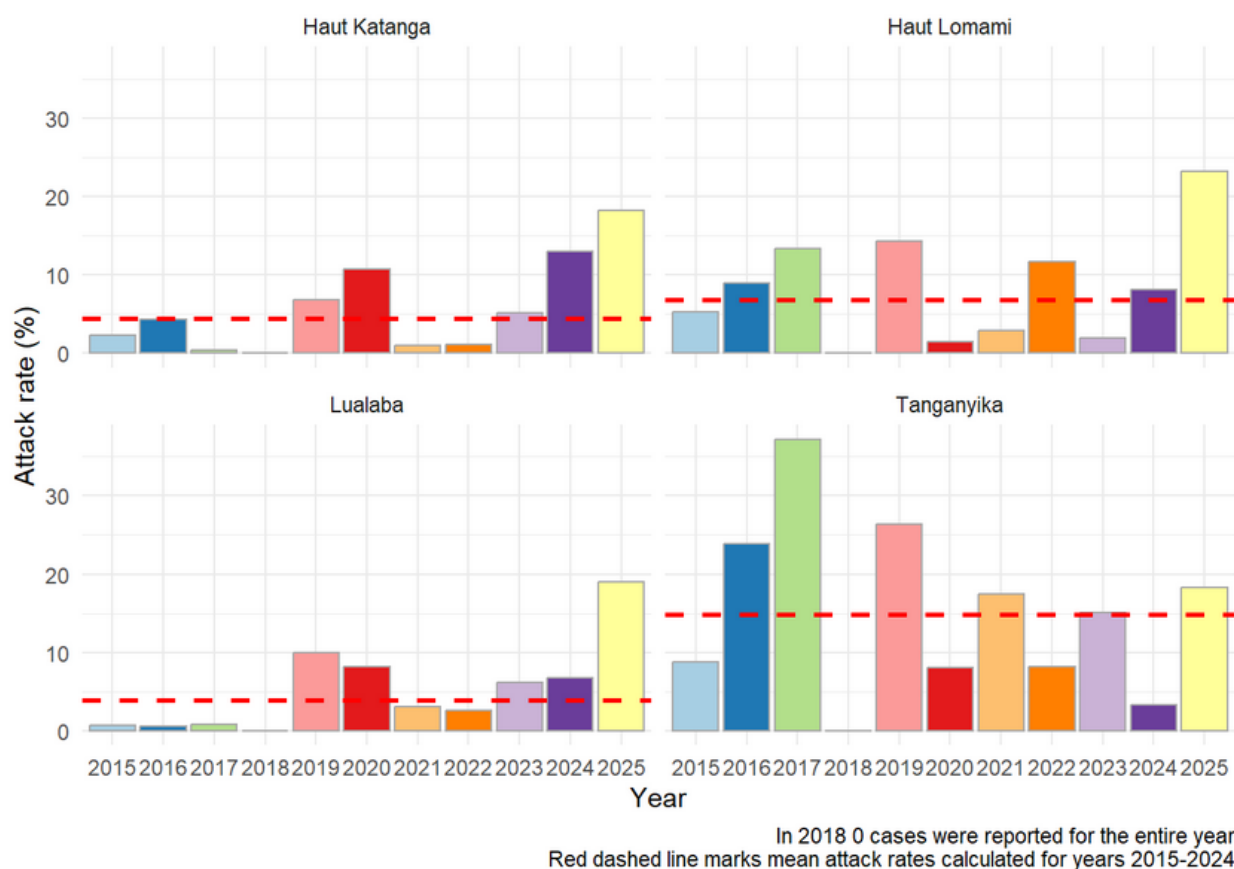 Haut Katanga
Haut Lomami
30
20
10
0
Lualaba
Tanganyika
30
20
10
0
Attack rate (%)
2015 2016 2017 2018 2019 2020 2021 2022 2023 2024 2025
2015 2016 2017 2018 2019 2020 2021 2022 2023 2024 2025
Year
In 2018 0 cases were reported for the entire year
Red dashed line marks mean attack rates calculated for years 2015-2024